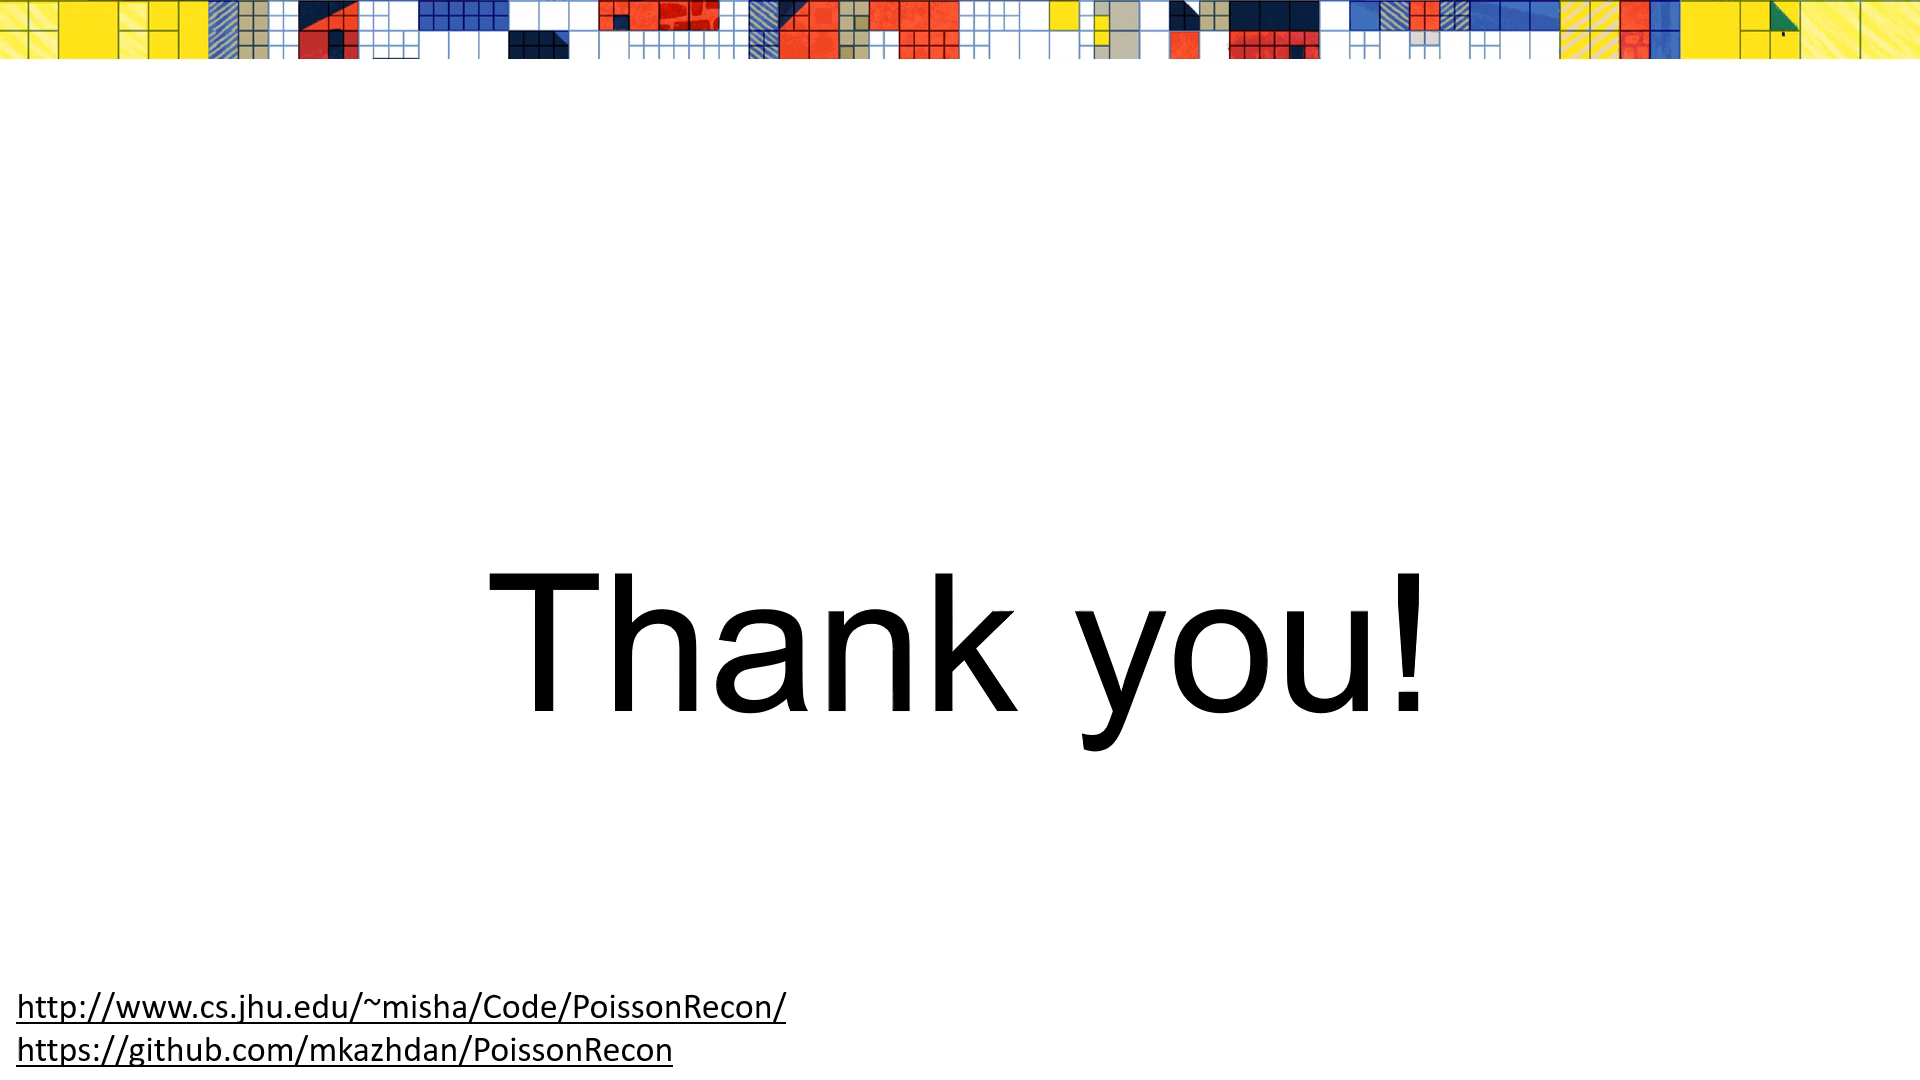 Thank you!
http://www.cs.jhu.edu/~misha/Code/PoissonRecon/
https://github.com/mkazhdan/PoissonRecon